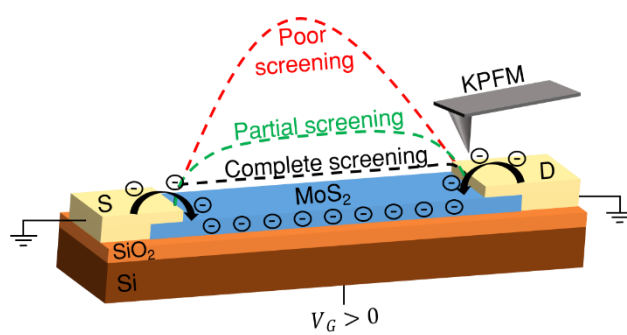 Poor
screening
KPFM
Partial screening
Complete screening
S
MoS₂
D
SiO₂
Si
V_G > 0